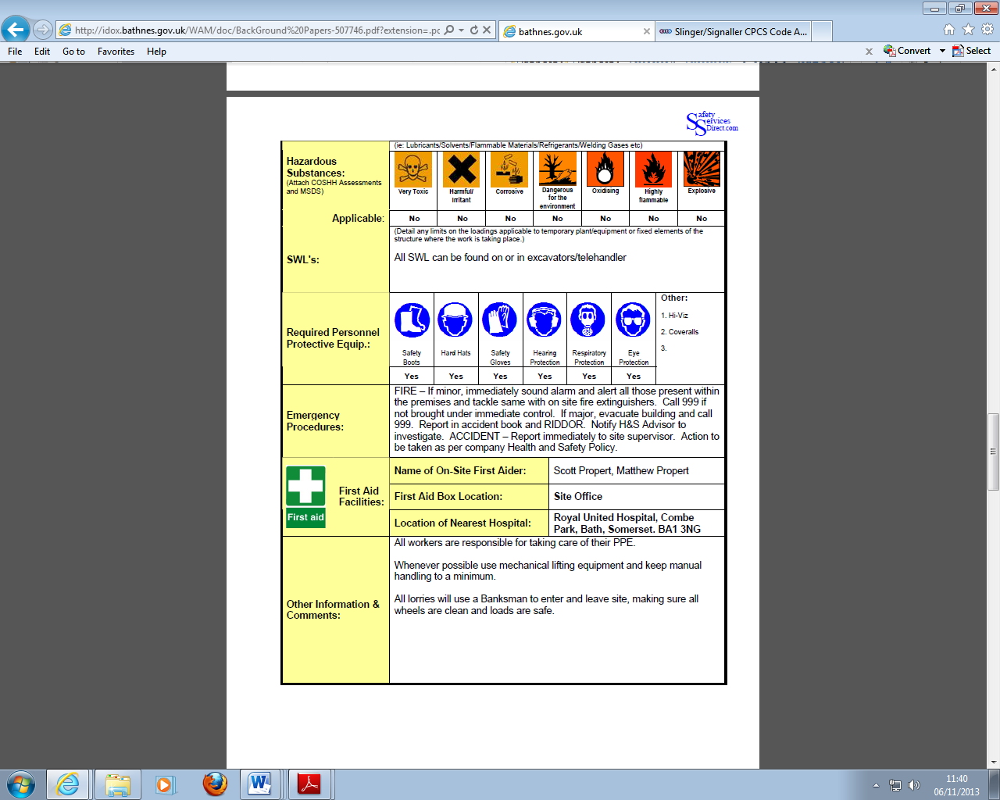 http://idox.bathnes.gov.uk/WAM/doc/BackGround%20Papers-507746.pdf?extension=.pc
bathnes.gov.uk
Slinger/Signaller CPCS Code A...
File Edit Go to Favorites Help
Convert Select
Safety Services Direct.com
(ie: Lubricants/Solvents/Flammable Materials/Refrigerants/Welding Gases etc)
Hazardous
Substances:
(Attach COSHH Assessments
and MSDS)
Very Toxic
Harmful/
Irritant
Corrosive
Dangerous
for the
environment
Oxidising
Highly
flammable
Explosive
Applicable: No No No No No No No
(Detail any limits on the loadings applicable to temporary plant/equipment or fixed elements of the
structure where the work is taking place.)
SWL's:
All SWL can be found on or in excavators/telehandler
Required Personnel
Protective Equip.:
Safety
Boots
Hard Hats
Safety
Gloves
Hearing
Protection
Respiratory
Protection
Eye
Protection
Yes Yes Yes Yes Yes Yes
Other:
1. Hi-Viz
2. Coveralls
3.
Emergency
Procedures:
FIRE – If minor, immediately sound alarm and alert all those present within
the premises and tackle same with on site fire extinguishers. Call 999 if
not brought under immediate control. If major, evacuate building and call
999. Report in accident book and RIDDOR. Notify H&S Advisor to
investigate. ACCIDENT – Report immediately to site supervisor. Action to
be taken as per company Health and Safety Policy.
First aid
First Aid
Facilities:
Name of On-Site First Aider: Scott Propert, Matthew Propert
First Aid Box Location: Site Office
Location of Nearest Hospital: Royal United Hospital, Combe
Park, Bath, Somerset. BA1 3NG
Other Information &
Comments:
All workers are responsible for taking care of their PPE.
Whenever possible use mechanical lifting equipment and keep manual
handling to a minimum.
All lorries will use a Banksman to enter and leave site, making sure all
wheels are clean and loads are safe.
11:40
06/11/2013